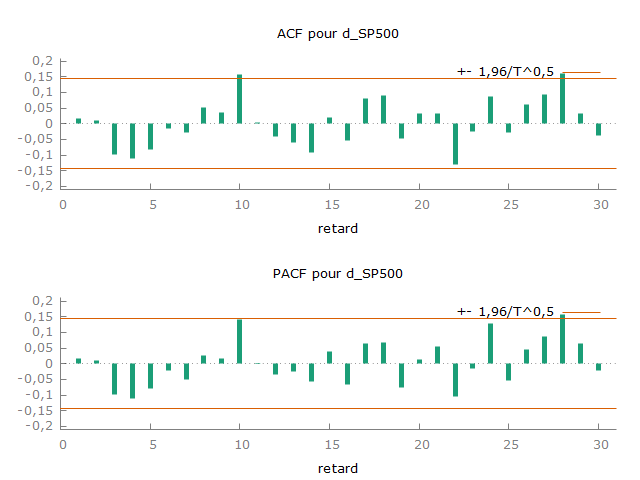 ACF pour d_SP500
+- 1,96/T^0,5
0,2
0,15
0,1
0,05
0
-0,05
-0,1
-0,15
-0,2
0 5 10 15 20 25 30
retard
PACF pour d_SP500
+- 1,96/T^0,5
0,2
0,15
0,1
0,05
0
-0,05
-0,1
-0,15
-0,2
0 5 10 15 20 25 30
retard